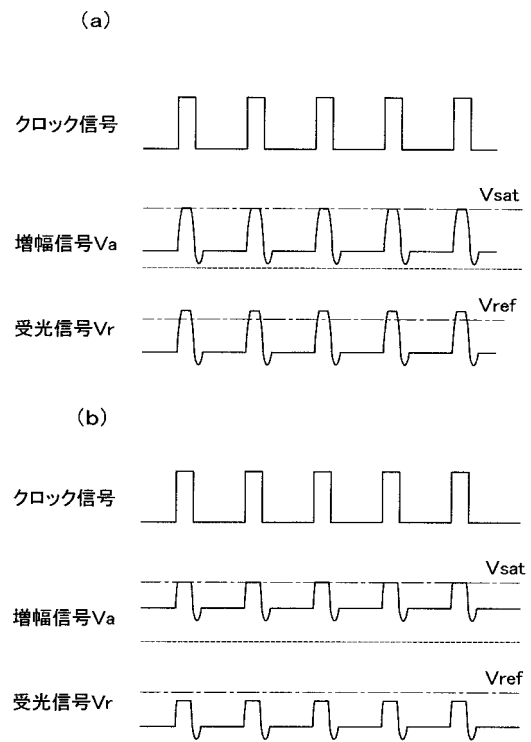 (a)
クロック信号
Vsat
増幅信号Va
Vref
受光信号Vr
(b)
クロック信号
Vsat
増幅信号Va
Vref
受光信号Vr